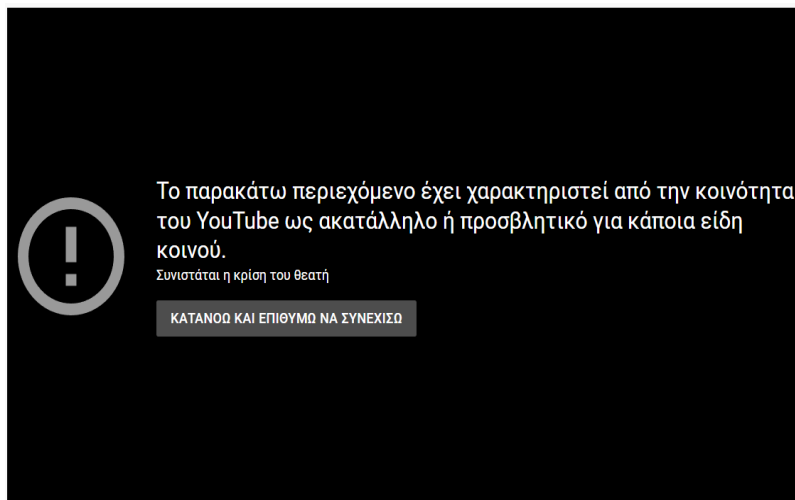 Το παρακάτω περιεχόμενο έχει χαρακτηριστεί από την κοινότητα
του YouTube ως ακατάλληλο ή προσβλητικό για κάποια είδη
κοινού.
Συνιστάται η κρίση του θεατή
ΚΑΤΑΝΟΩ ΚΑΙ ΕΠΙΘΥΜΩ ΝΑ ΣΥΝΕΧΙΣΩ